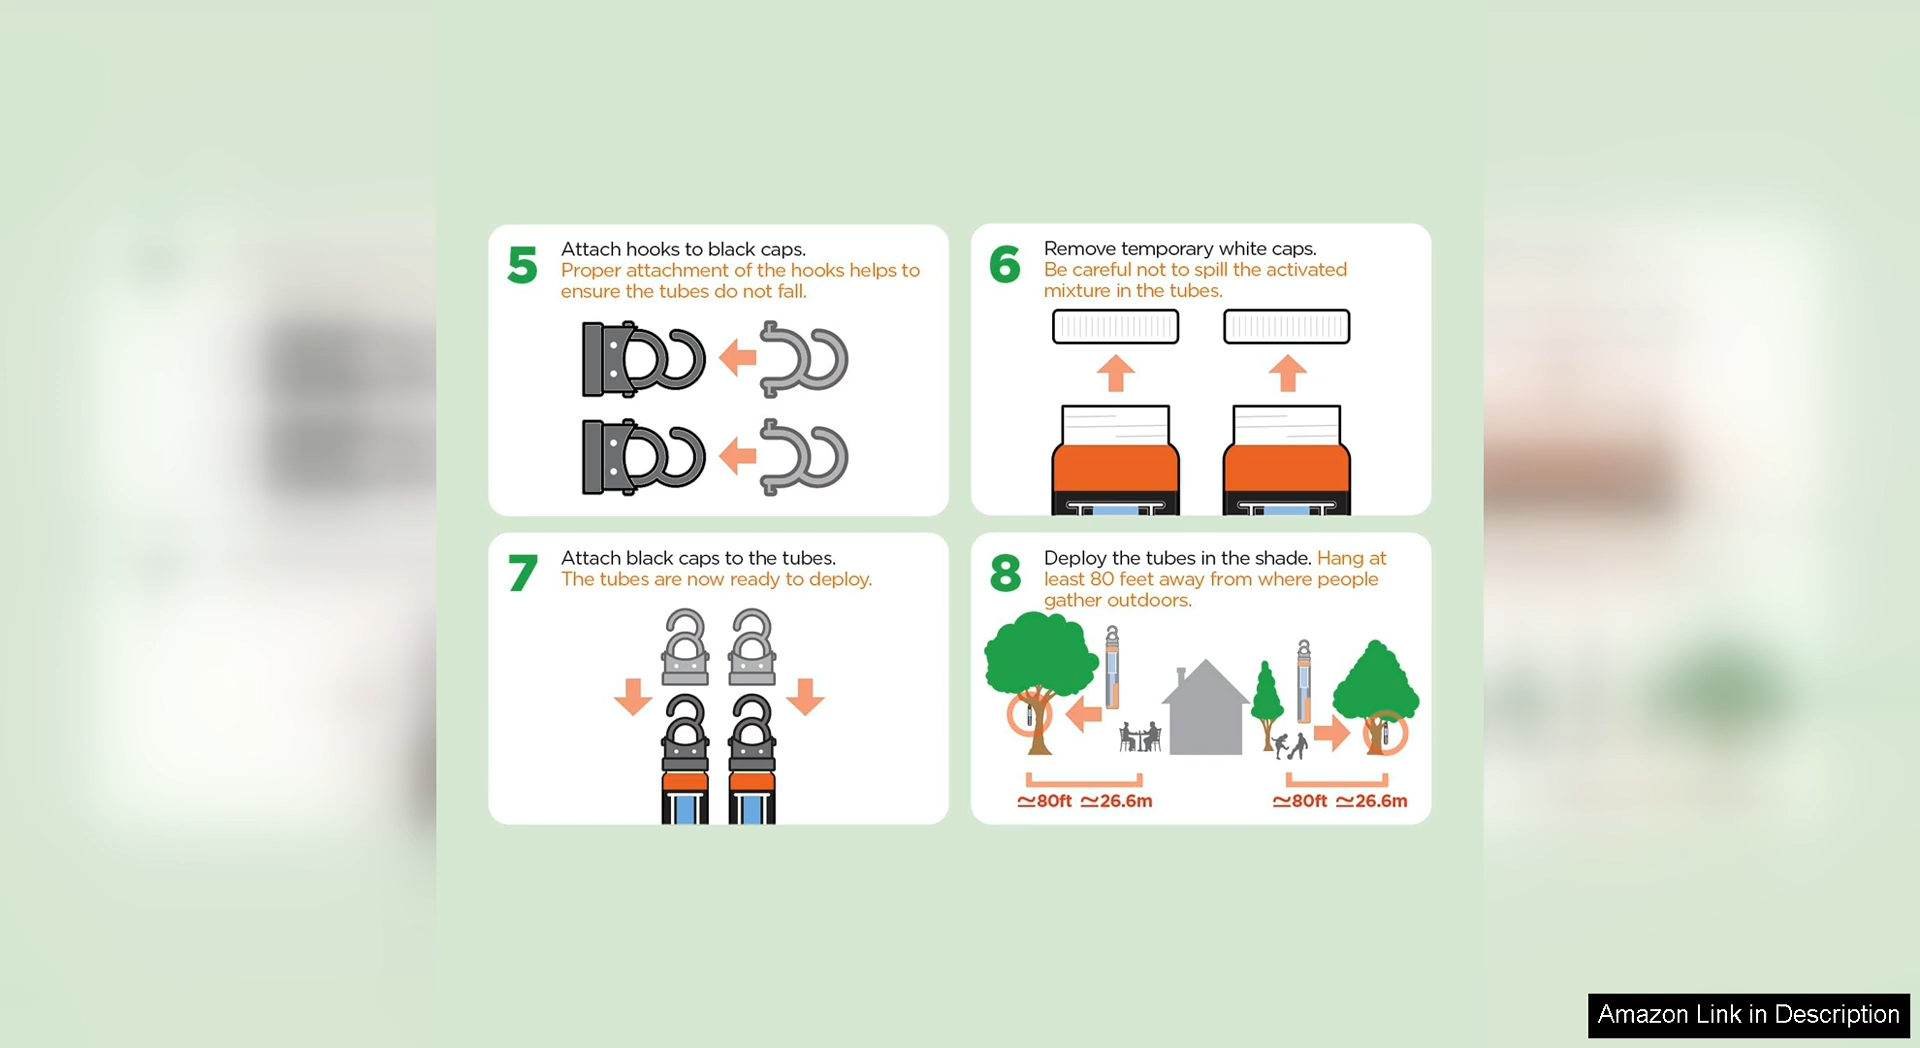 5
Attach hooks to black caps.
Proper attachment of the hooks helps to
ensure the tubes do not fall.
6
Remove temporary white caps.
Be careful not to spill the activated
mixture in the tubes.
7
Attach black caps to the tubes.
The tubes are now ready to deploy.
8
Deploy the tubes in the shade. Hang at
least 80 feet away from where people
gather outdoors.
≃80ft ≃26.6m
≃80ft ≃26.6m
Amazon Link in Description